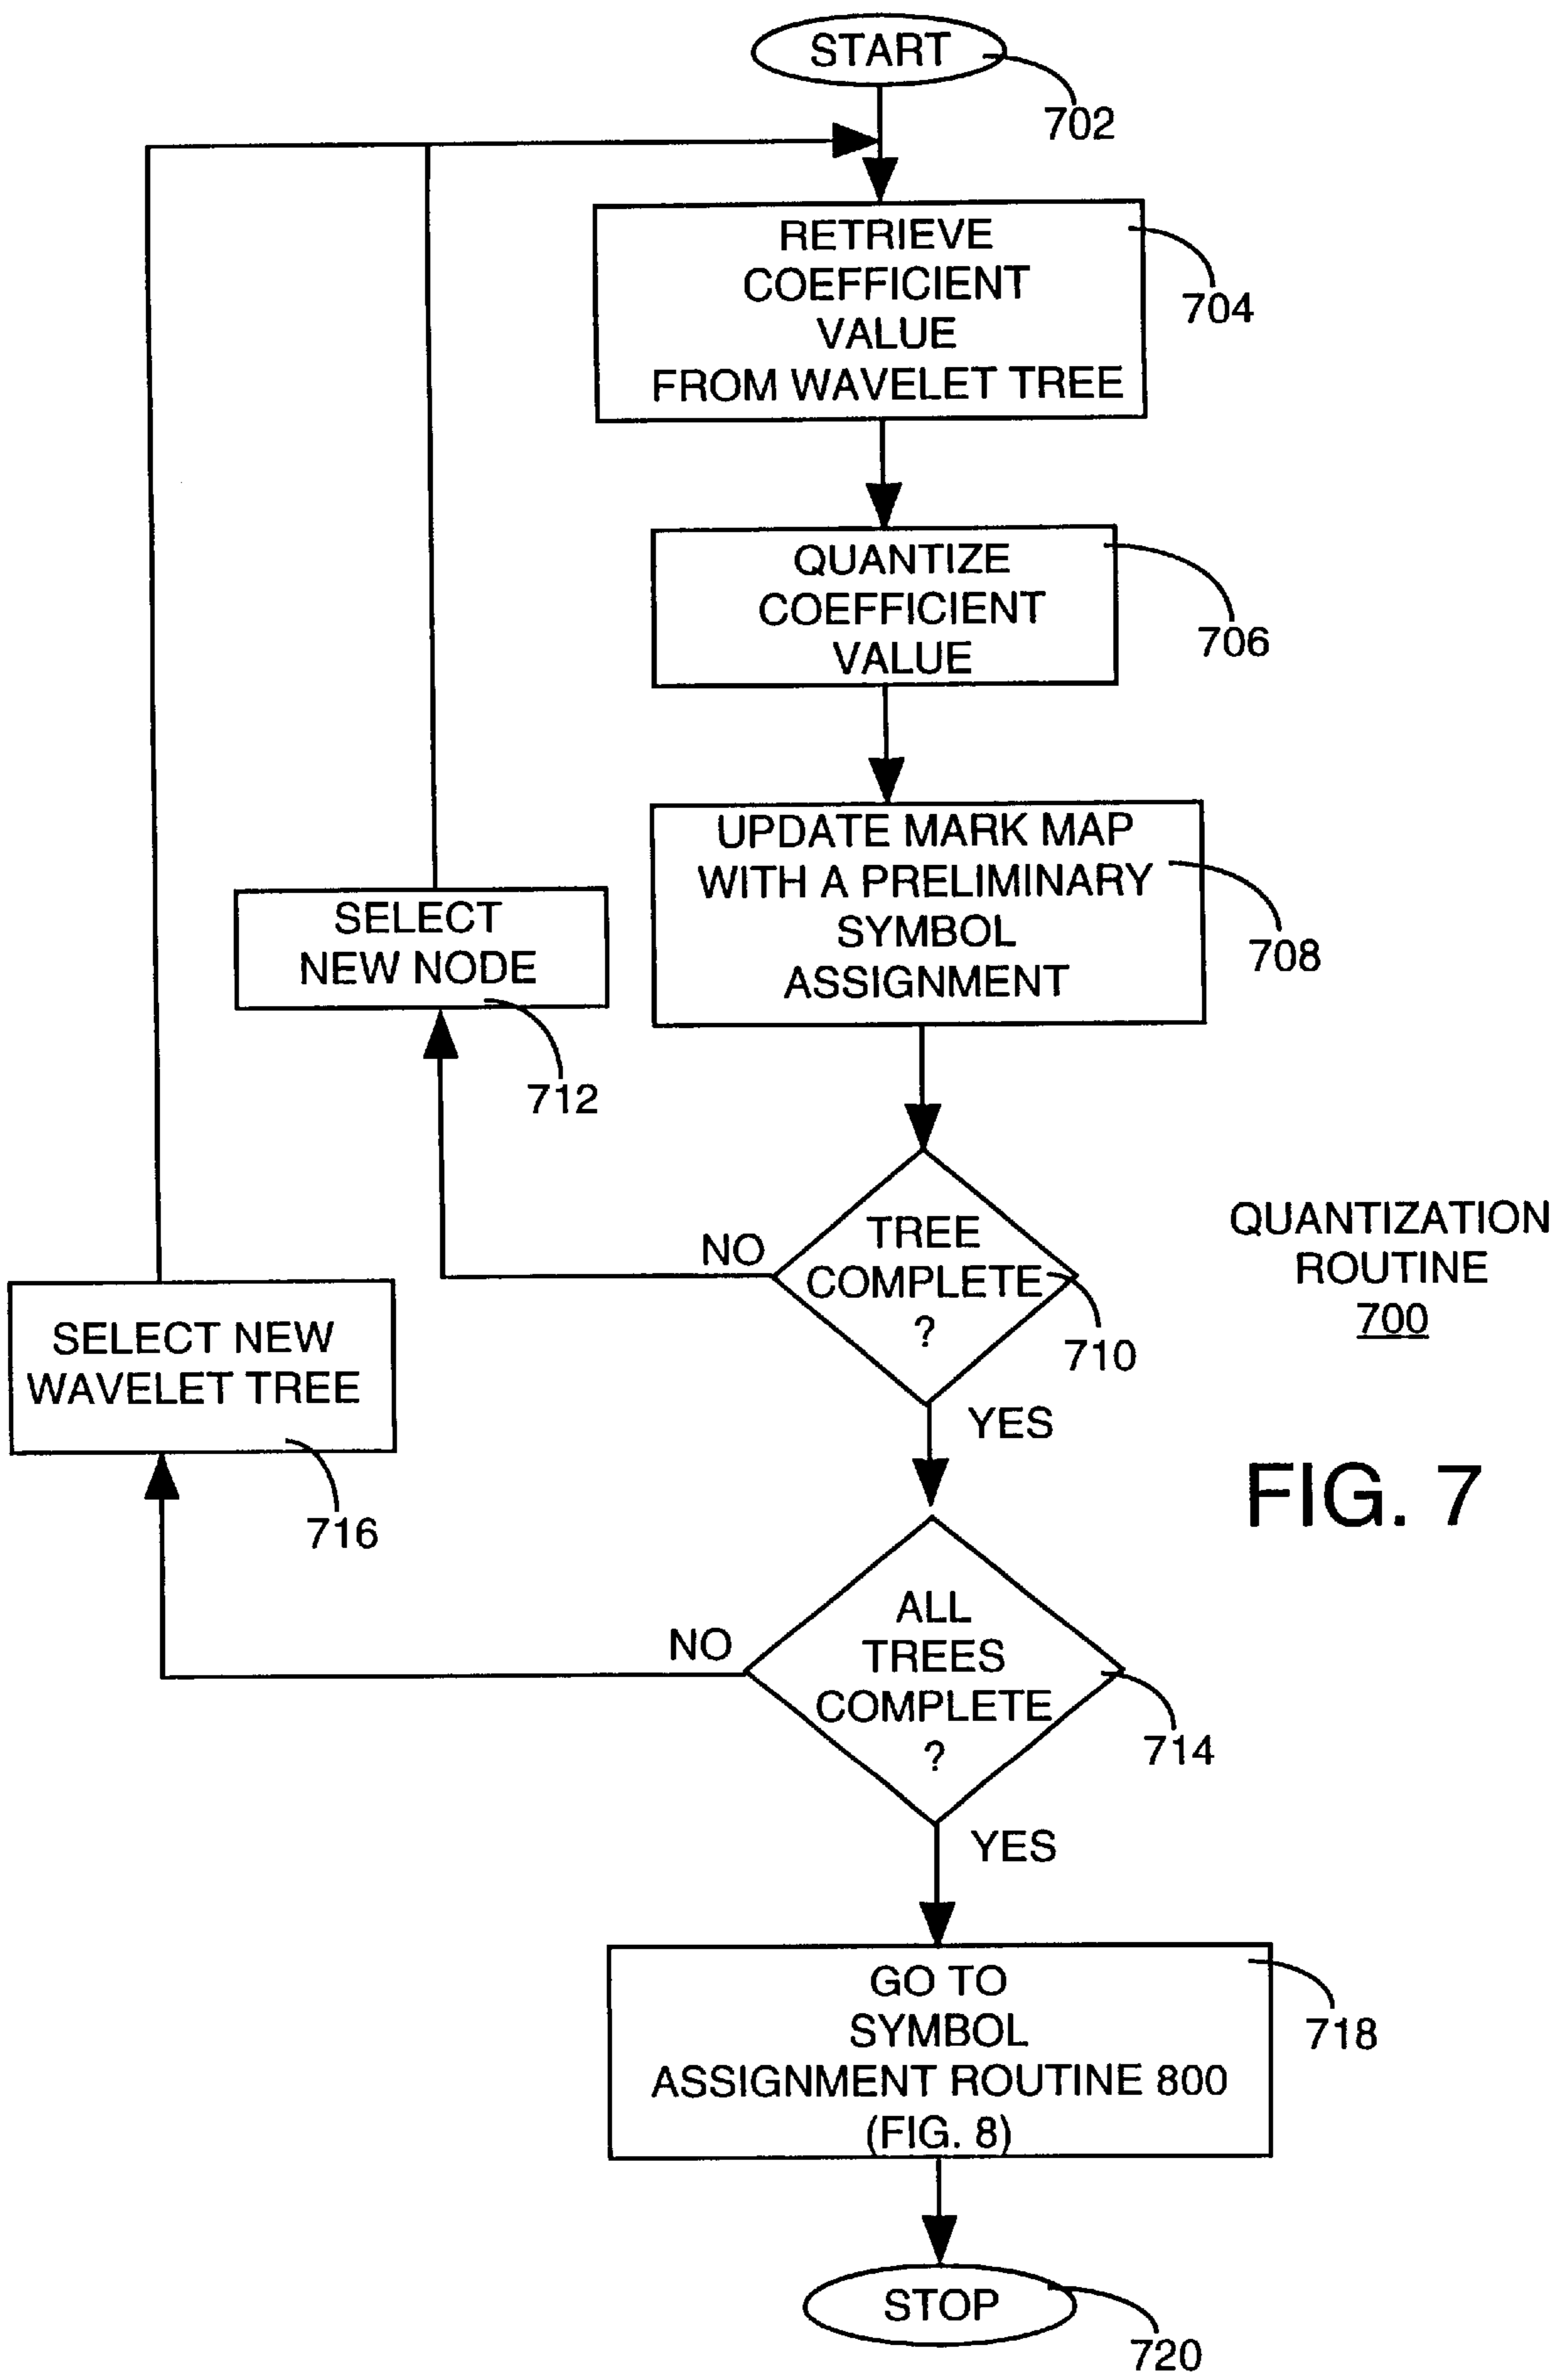 START
702
RETRIEVE
COEFFICIENT
VALUE
FROM WAVELET TREE
704
QUANTIZE
COEFFICIENT
VALUE
706
UPDATE MARK MAP
WITH A PRELIMINARY
SYMBOL
ASSIGNMENT
708
SELECT
NEW NODE
712
TREE
COMPLETE
?
710
NO
YES
QUANTIZATION
ROUTINE
700
SELECT NEW
WAVELET TREE
716
FIG. 7
ALL
TREES
COMPLETE
?
714
NO
YES
GO TO
SYMBOL
ASSIGNMENT ROUTINE 800
(FIG. 8)
718
STOP
720